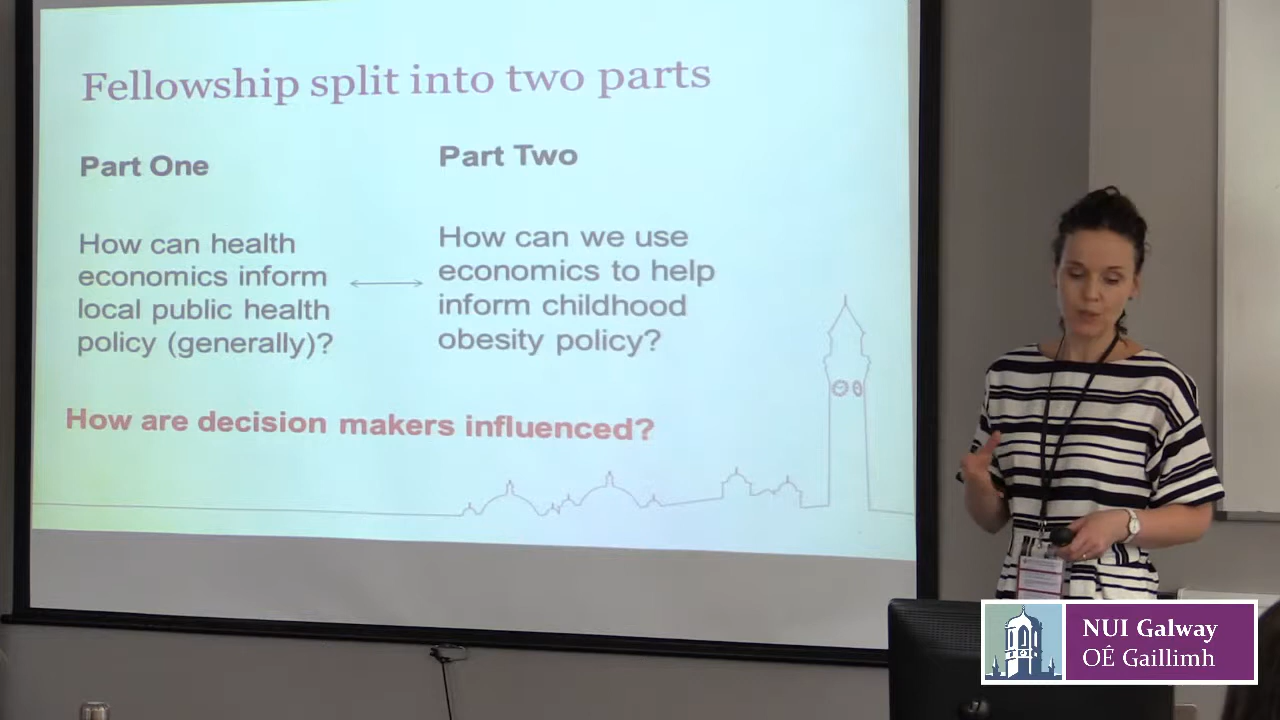 Fellowship split into two parts
Part One
How can health
economics inform
local public health
policy (generally)?
Part Two
How can we use
economics to help
inform childhood
obesity policy?
How are decision makers influenced?
NUI Galway
OÉ Gaillimh